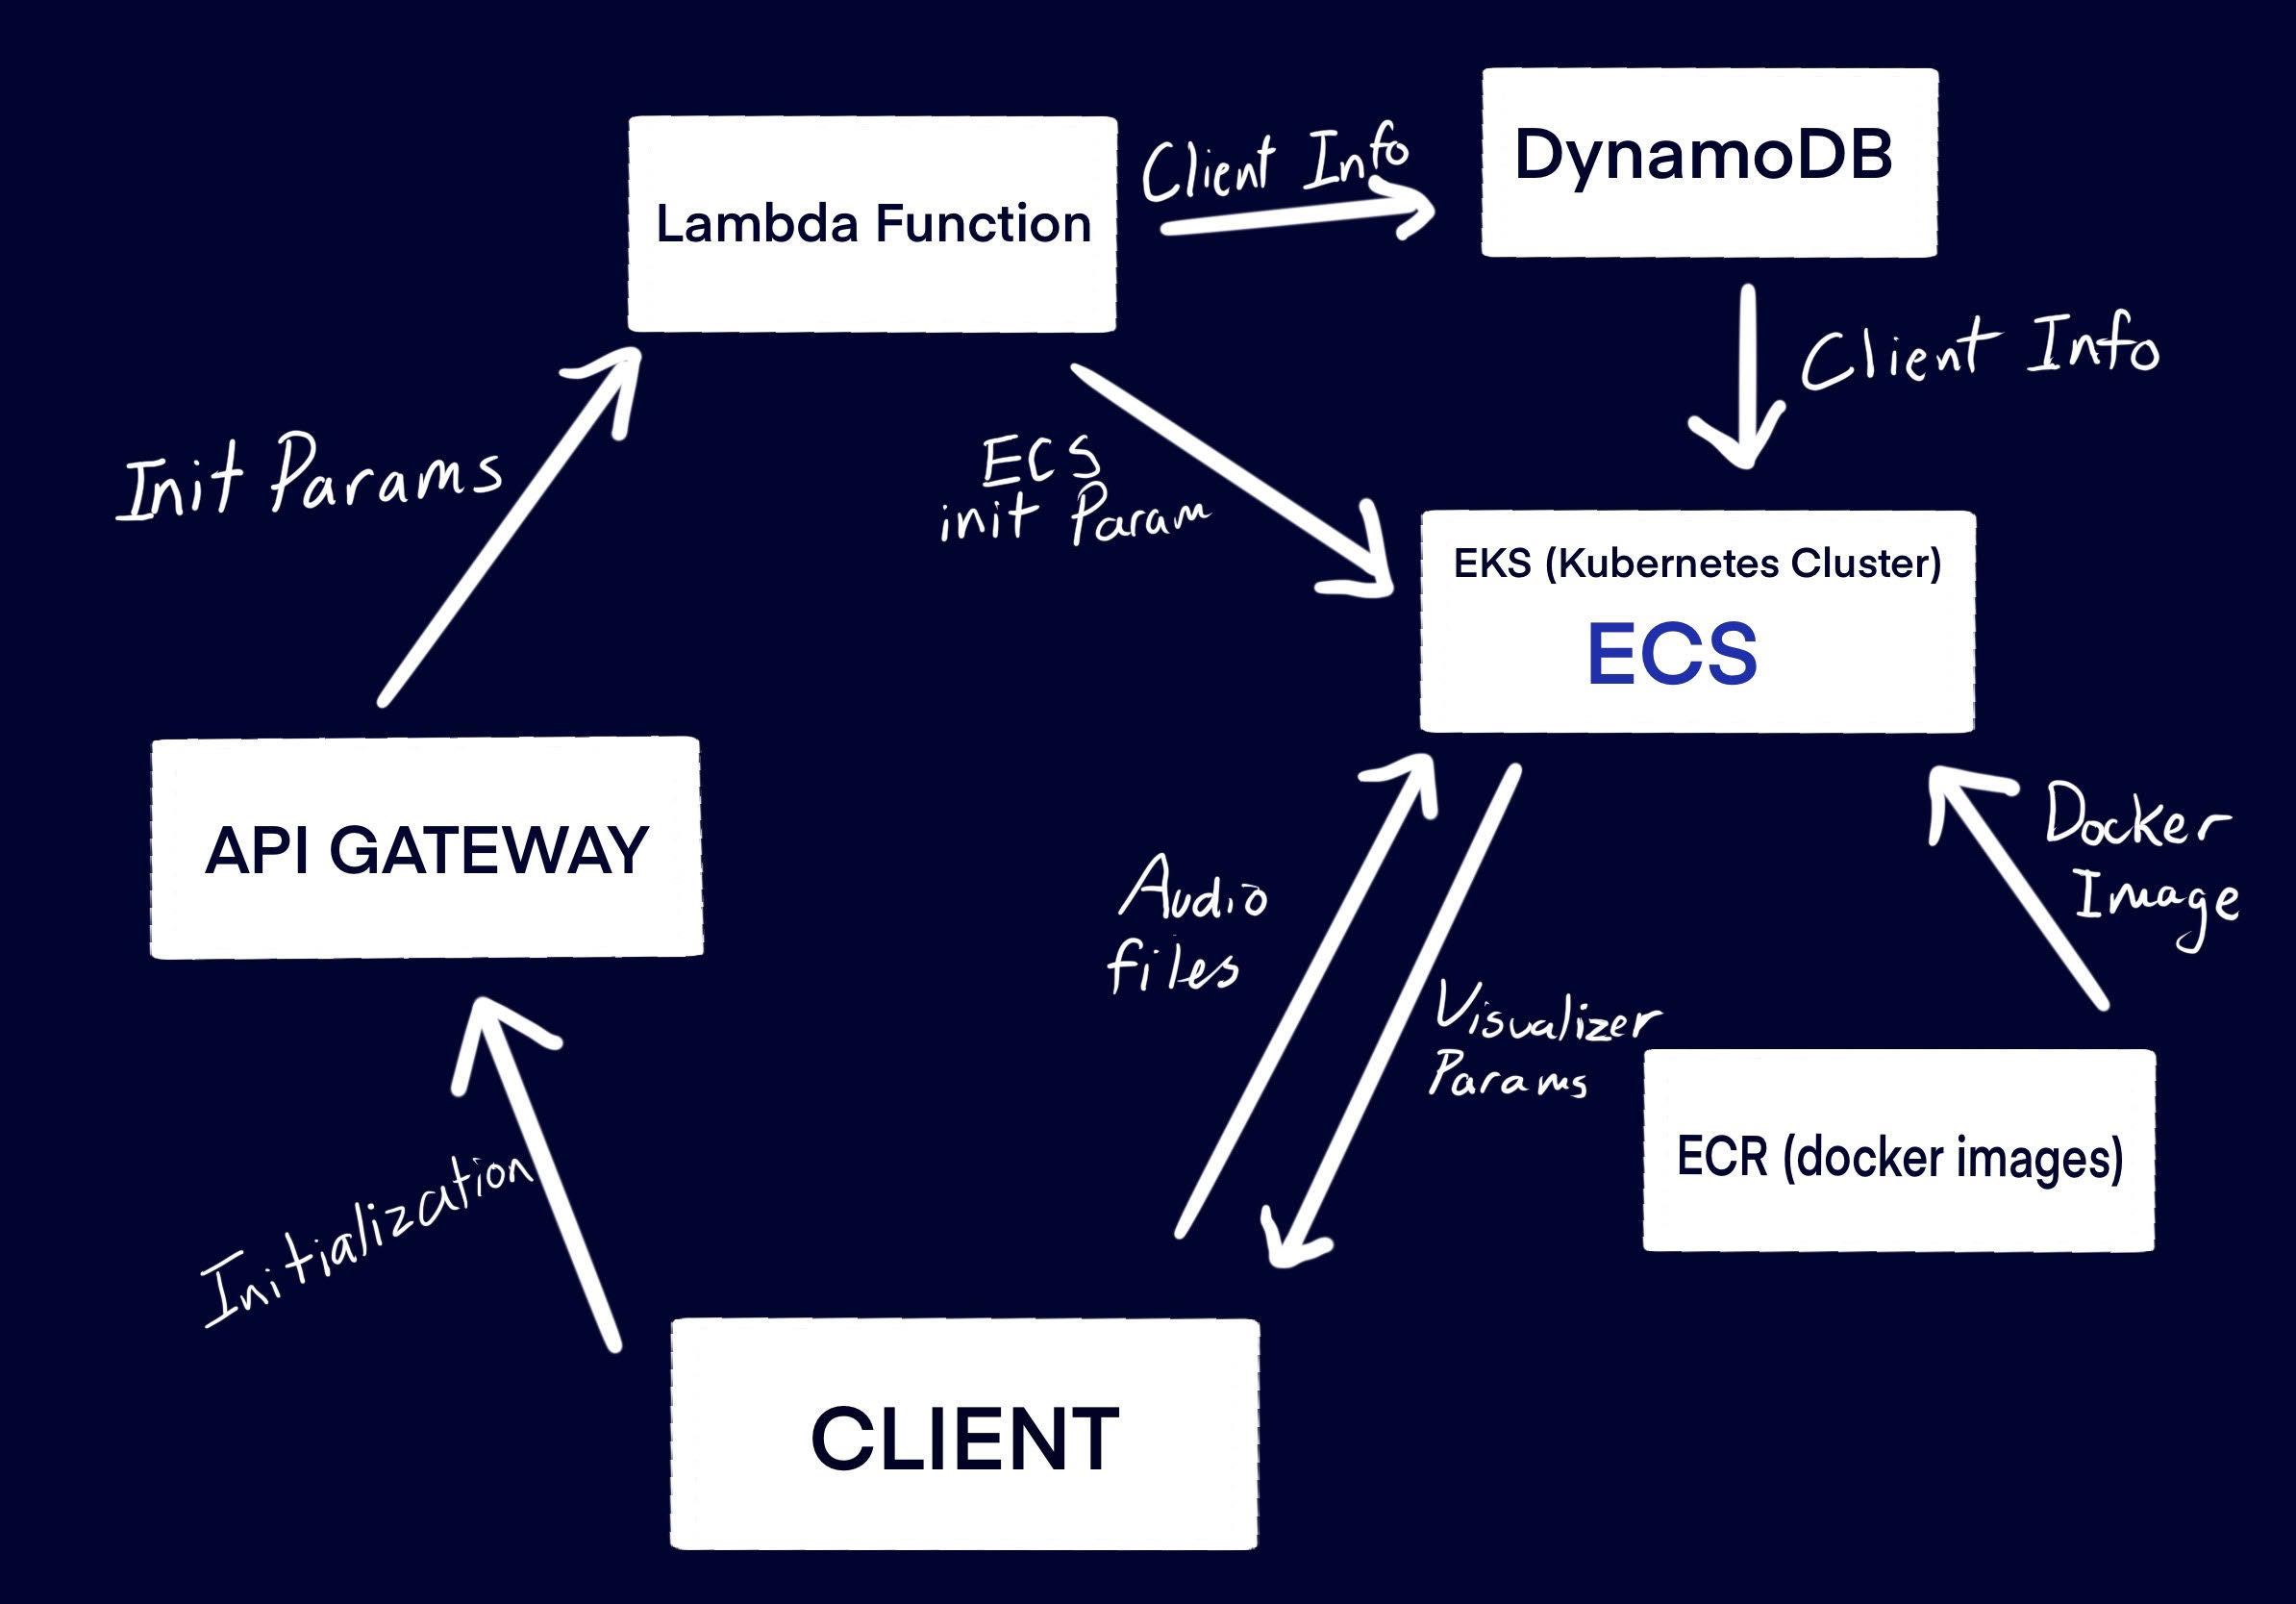 DynamoDB
Client Info
Lambda Function
Client Info
Init Params
ECS
init Param
EKS (Kubernetes Cluster)
ECS
API GATEWAY
Docker
Image
Audio
files
Visualizer
Params
ECR (docker images)
Initialization
CLIENT